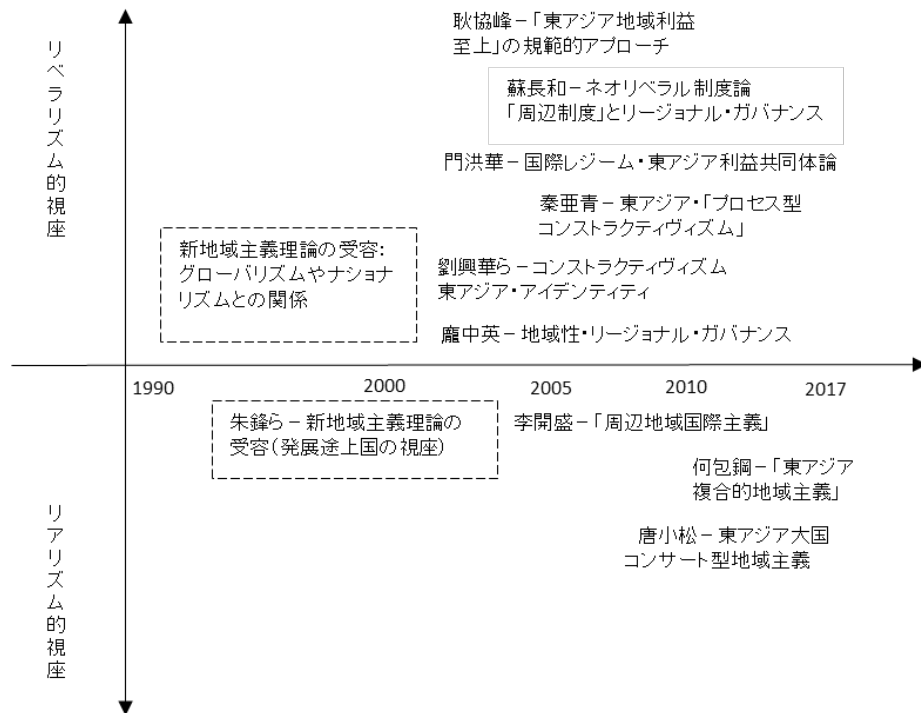 耿協峰－「東アジア地域利益
至上」の規範的アプローチ
リベラリズム的視座
蘇長和－ネオリベラル制度論
「周辺制度」とリージョナル・ガバナンス
門洪華－国際レジーム・東アジア利益共同体論
秦亜青－東アジア・「プロセス型
コンストラクティヴィズム」
新地域主義理論の受容:
グローバリズムやナショナ
リズムとの関係
劉興華ら－コンストラクティヴィズム
東アジア・アイデンティティ
龐中英－地域性・リージョナル・ガバナンス
1990 2000 2005 2010 2017
朱鋒ら－新地域主義理論の
受容(発展途上国の視座)
李開盛－「周辺地域国際主義」
何包鋼－「東アジア
複合的地域主義」
リアリズム的視座
唐小松－東アジア大国
コンサート型地域主義